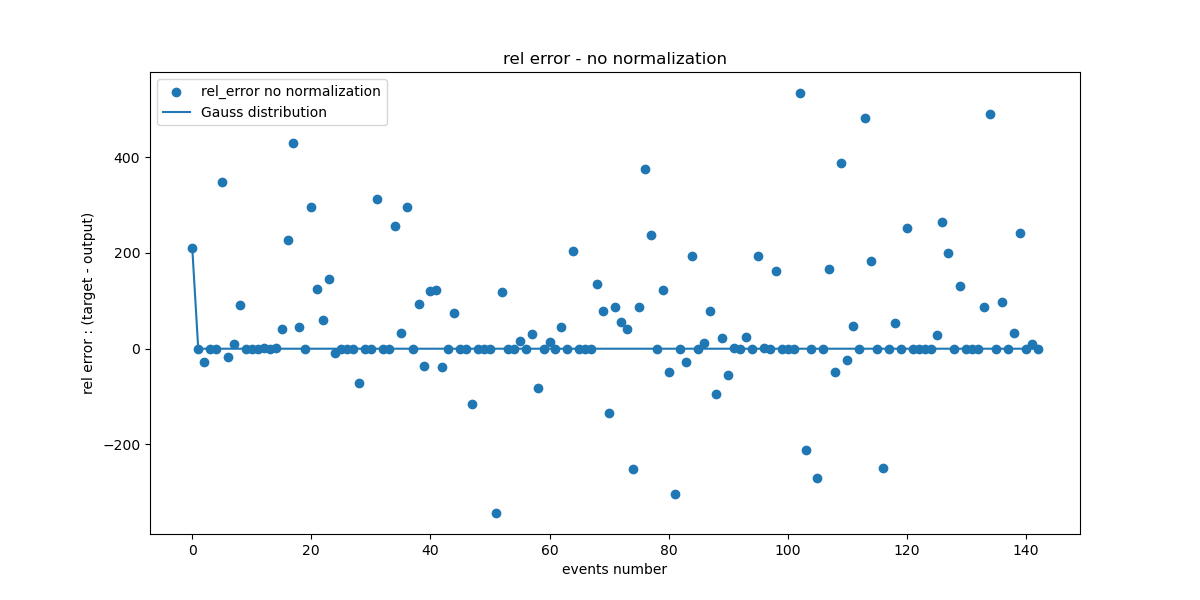 rel error - no normalization
rel_error no normalization
Gauss distribution
rel error : (target - output)
400
200
0
−200
0
20
40
60
80
100
120
140
events number